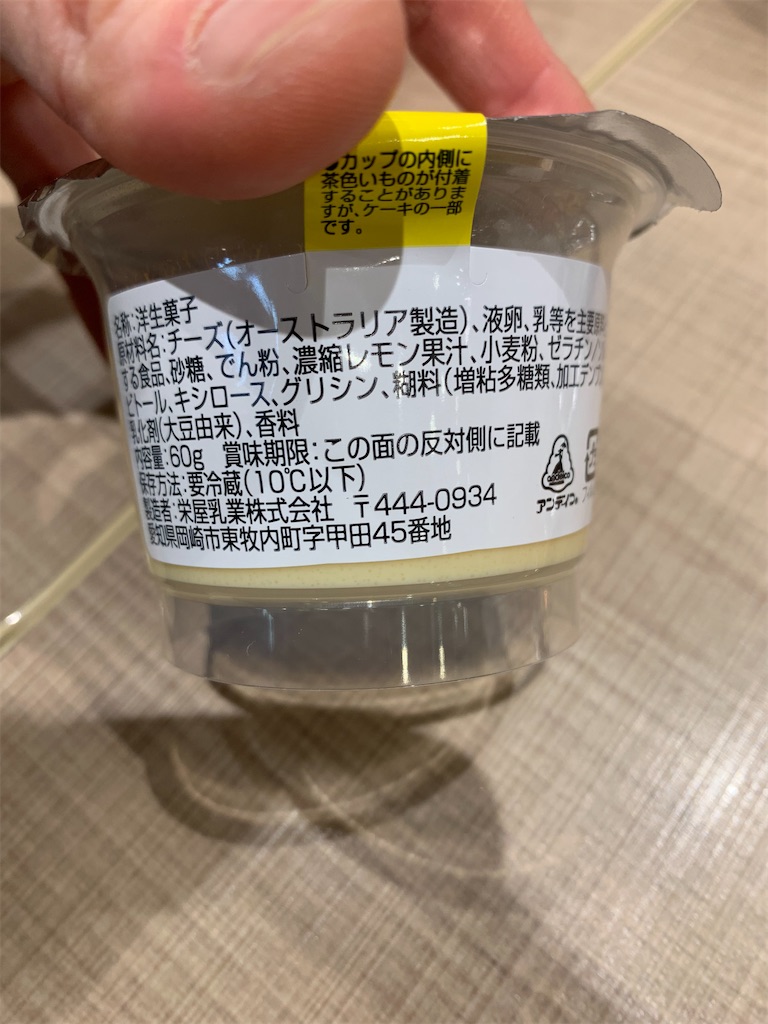 カップの内側に
茶色いものが付着
することがありま
すが、ケーキの一部
です。
名称:洋生菓子
原材料名:チーズ(オーストラリア製造)、液卵、乳等を主要
する食品、砂糖、でん粉、濃縮レモン果汁、小麦粉、ゼラチン/
ビトール、キシロース、グリシン、糊料(増粘多糖類、加工デン
乳化剤(大豆由来)、香料
内容量:60g 賞味期限:この面の反対側に記載
保存方法:要冷蔵(10℃以下)
製造者:栄屋乳業株式会社 〒444-0934
愛知県岡崎市東牧内町字甲田45番地
アンデイコ